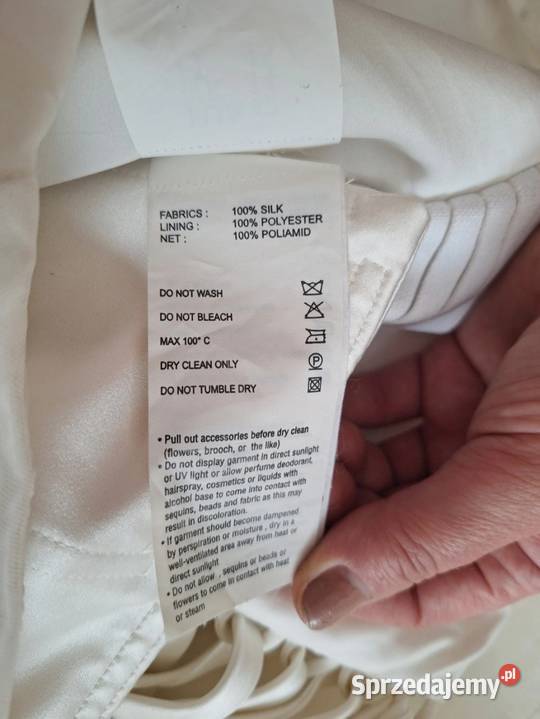 FABRICS : 100% SILK
LINING : 100% POLYESTER
NET : 100% POLIAMID
DO NOT WASH
DO NOT BLEACH
MAX 100° C
DRY CLEAN ONLY
P
DO NOT TUMBLE DRY
• Pull out accessories before dry clean
(flowers, brooch, or the like)
• Do not display garment in direct sunlight
or UV light or allow perfume deodorant,
hairspray, cosmetics or liquids with
alcohol base to come into contact with
sequins, beads and fabric as this may
result in discoloration.
• If garment should become dampened
by perspiration or moisture , dry in a
well-ventilated area away from heat or
direct sunlight
• Do not allow , sequins or beads or
flowers to come in contact with heat
or steam
Sprzedajemy.pl